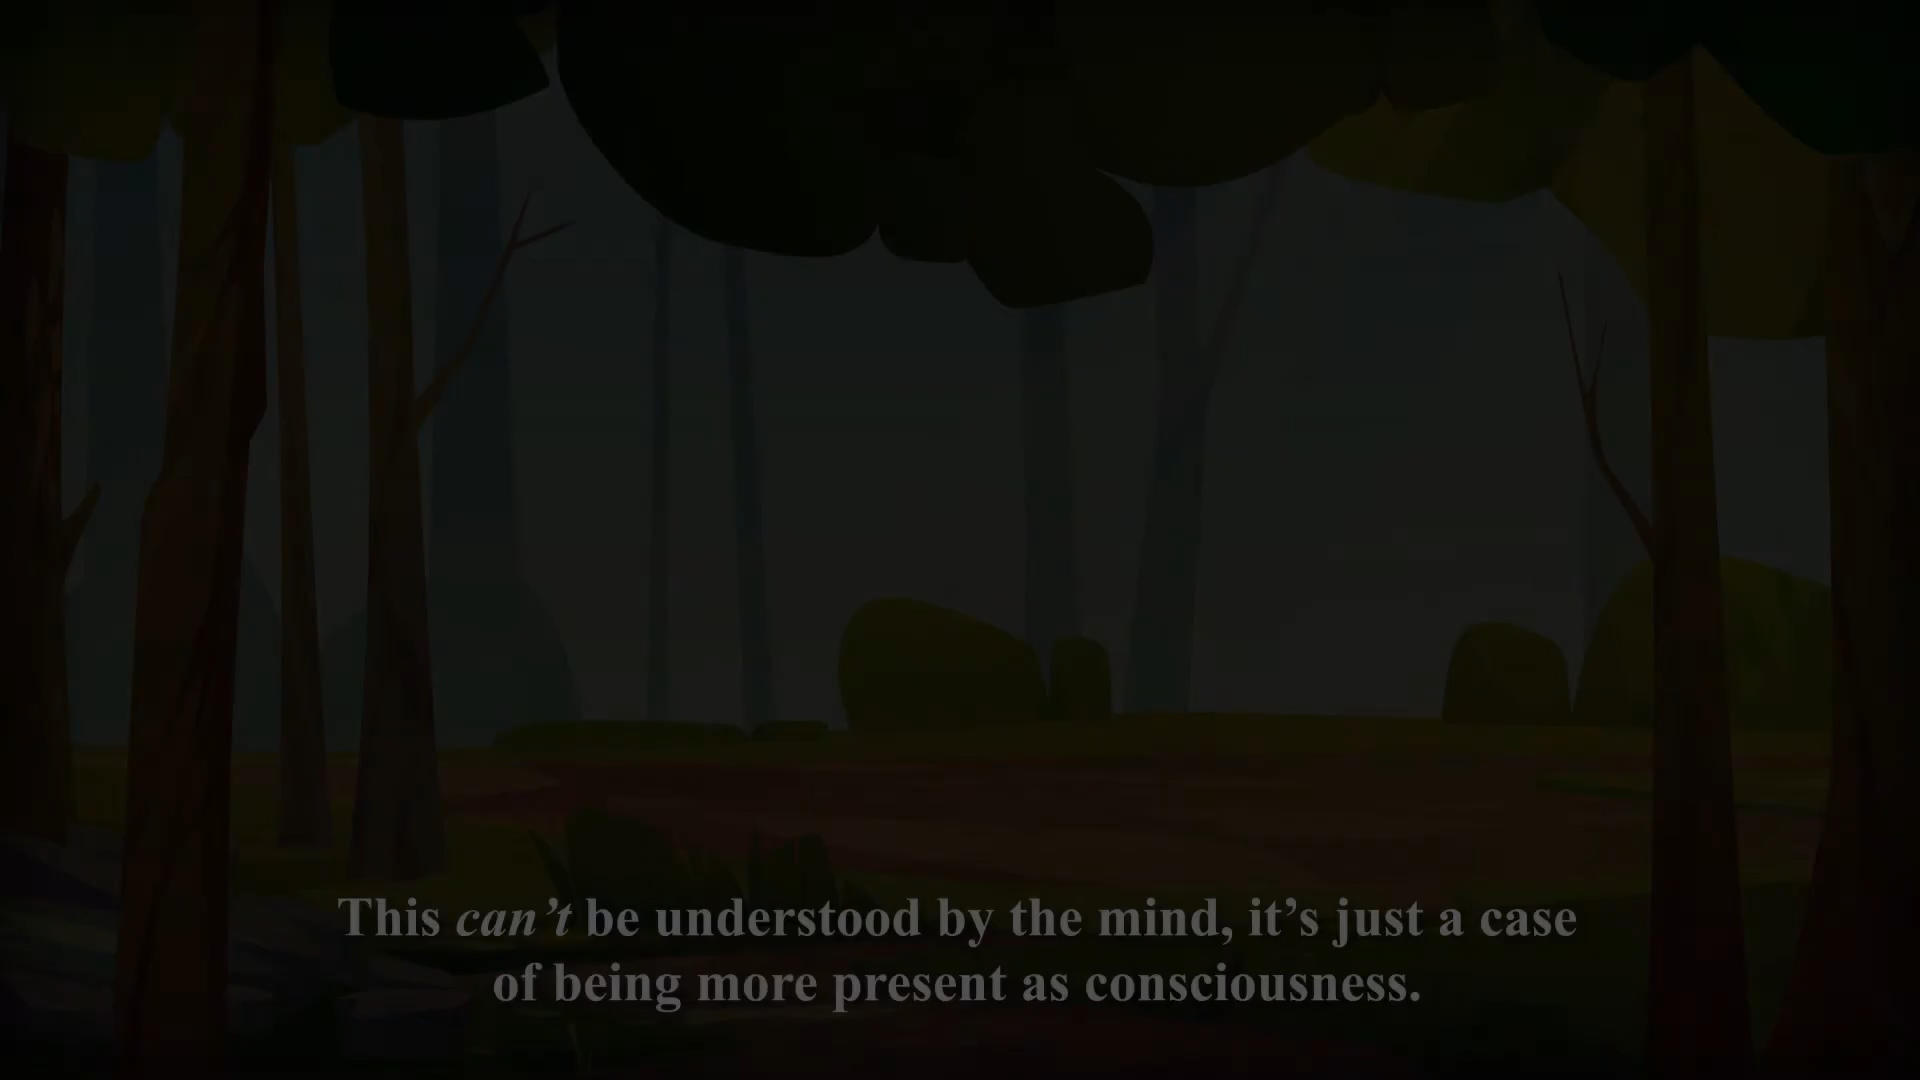 This can’t be understood by the mind, it’s just a case
of being more present as consciousness.